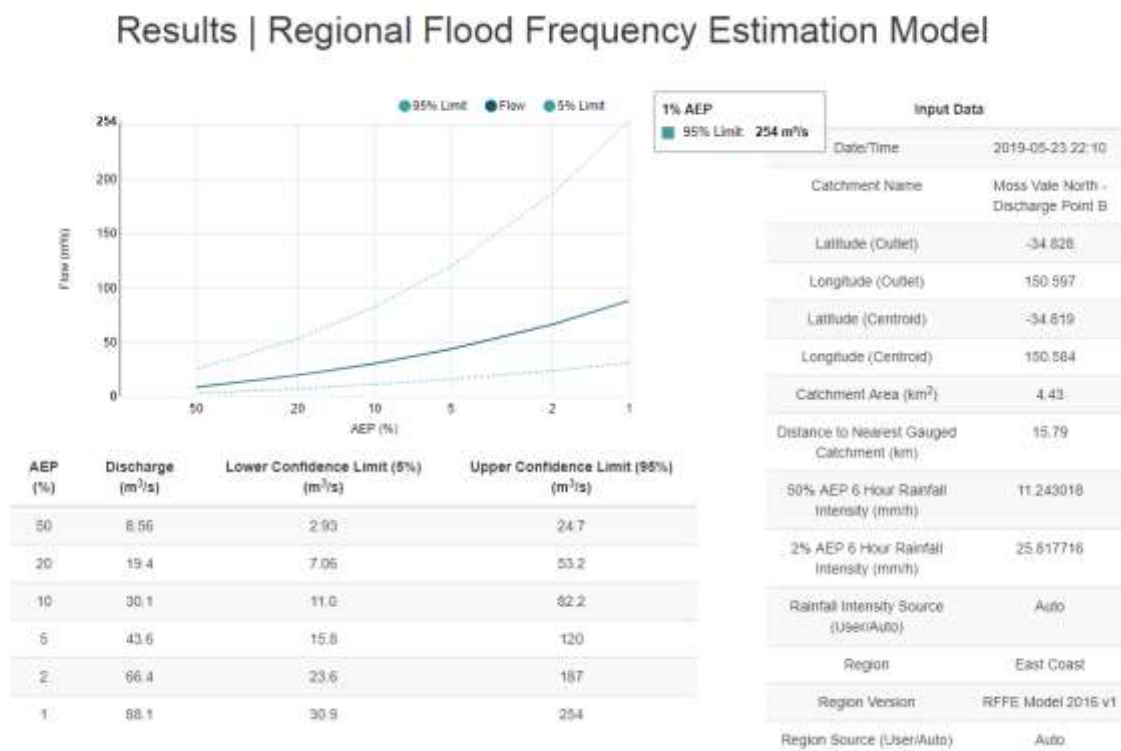 Results | Regional Flood Frequency Estimation Model
95% Limit Flow 5% Limit
254
200
150
100
50
0
Flow (m³/s)
50 20 10 5 2 1
AEP (%)
1% AEP
95% Limit 254 m³/s
AEP (%) Discharge (m³/s) Lower Confidence Limit (5%) (m³/s) Upper Confidence Limit (95%) (m³/s)
50 8.56 2.93 24.7
20 19.4 7.06 53.2
10 30.1 11.0 82.2
5 43.6 15.8 120
2 66.4 23.6 187
1 88.1 30.9 254
Input Data
Date/Time 2019-05-23 22:10
Catchment Name Moss Vale North - Discharge Point B
Latitude (Outlet) -34.828
Longitude (Outlet) 150.597
Latitude (Centroid) -34.819
Longitude (Centroid) 150.584
Catchment Area (km²) 4.43
Distance to Nearest Gauged Catchment (km) 15.79
50% AEP 6 Hour Rainfall Intensity (mm/h) 11.243018
2% AEP 6 Hour Rainfall Intensity (mm/h) 25.817716
Rainfall Intensity Source (User/Auto) Auto
Region East Coast
Region Version RFFE Model 2016 v1
Region Source (User/Auto) Auto